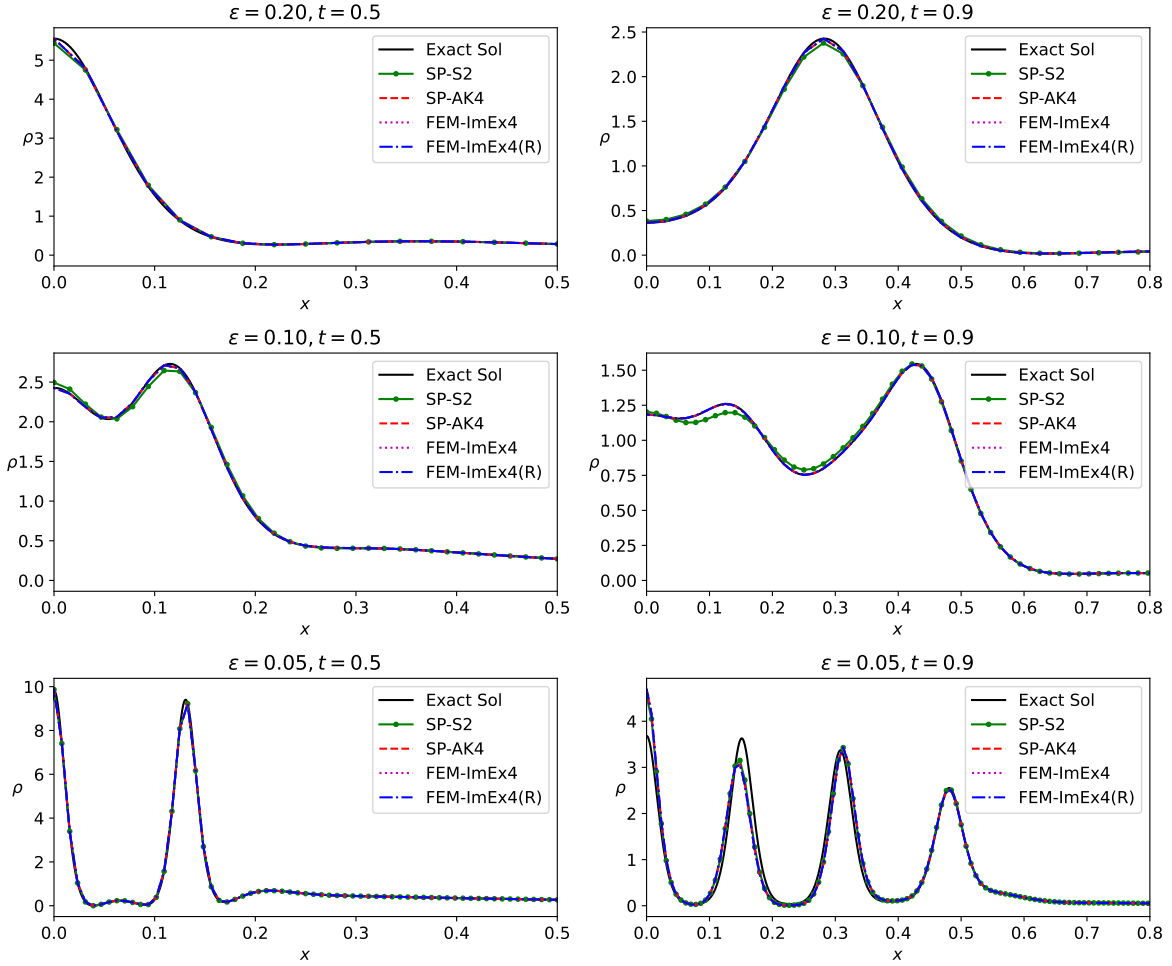 ε = 0.20, t = 0.5
5
4
3
2
1
0
ρ
0.0 0.1 0.2 0.3 0.4 0.5
x
Exact Sol
SP-S2
SP-AK4
FEM-ImEx4
FEM-ImEx4(R)
ε = 0.20, t = 0.9
2.5
2.0
1.5
1.0
0.5
0.0
ρ
0.0 0.1 0.2 0.3 0.4 0.5 0.6 0.7 0.8
x
Exact Sol
SP-S2
SP-AK4
FEM-ImEx4
FEM-ImEx4(R)
ε = 0.10, t = 0.5
2.5
2.0
1.5
1.0
0.5
0.0
ρ
0.0 0.1 0.2 0.3 0.4 0.5
x
Exact Sol
SP-S2
SP-AK4
FEM-ImEx4
FEM-ImEx4(R)
ε = 0.10, t = 0.9
1.50
1.25
1.00
0.75
0.50
0.25
0.00
ρ
0.0 0.1 0.2 0.3 0.4 0.5 0.6 0.7 0.8
x
Exact Sol
SP-S2
SP-AK4
FEM-ImEx4
FEM-ImEx4(R)
ε = 0.05, t = 0.5
10
8
6
4
2
0
ρ
0.0 0.1 0.2 0.3 0.4 0.5
x
Exact Sol
SP-S2
SP-AK4
FEM-ImEx4
FEM-ImEx4(R)
ε = 0.05, t = 0.9
4
3
2
1
0
ρ
0.0 0.1 0.2 0.3 0.4 0.5 0.6 0.7 0.8
x
Exact Sol
SP-S2
SP-AK4
FEM-ImEx4
FEM-ImEx4(R)